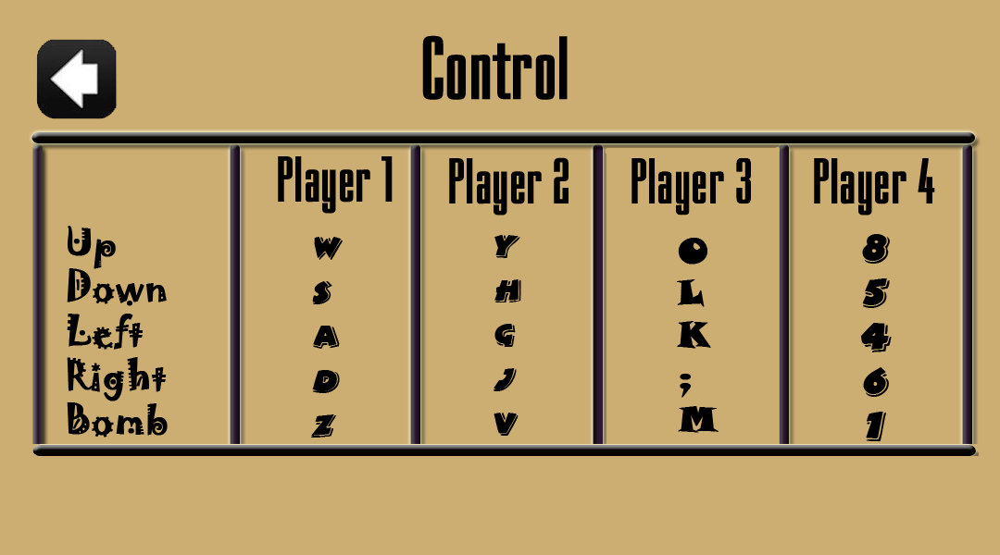 Control
Player 1 Player 2 Player 3 Player 4
Up W Y O 8
Down S H L 5
Left A G K 4
Right D J ; 6
Bomb Z V M 1